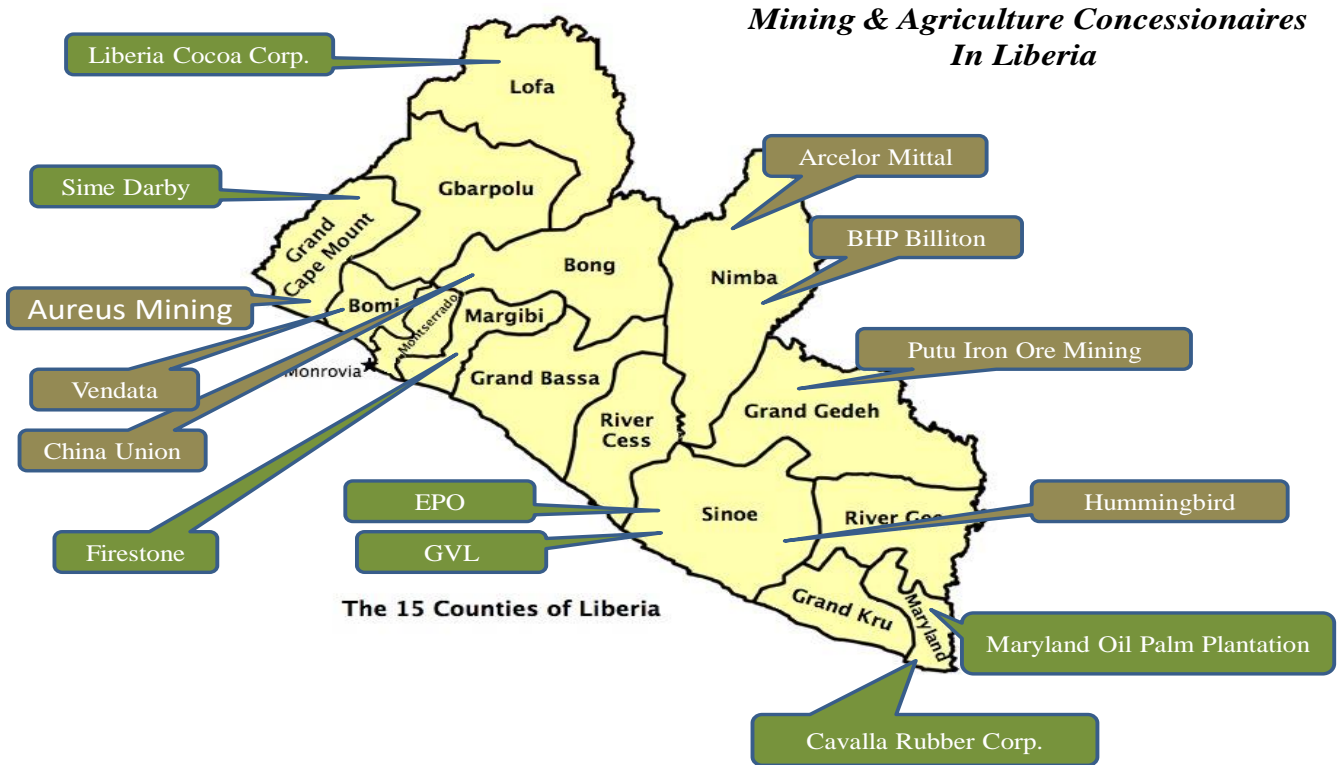 Mining & Agriculture Concessionaires
In Liberia
Liberia Cocoa Corp.
Lofa
Arcelor Mittal
Sime Darby
Gbarpolu
BHP Billiton
Grand
Cape Mount
Bong
Nimba
Aureus Mining
Bomi
Montserrado
Margibi
Putu Iron Ore Mining
Monrovia
Vendata
Grand Bassa
Grand Gedeh
River
Cess
China Union
EPO
Sinoe
River Gee
Hummingbird
Firestone
GVL
The 15 Counties of Liberia
Grand Kru
Maryland
Maryland Oil Palm Plantation
Cavalla Rubber Corp.